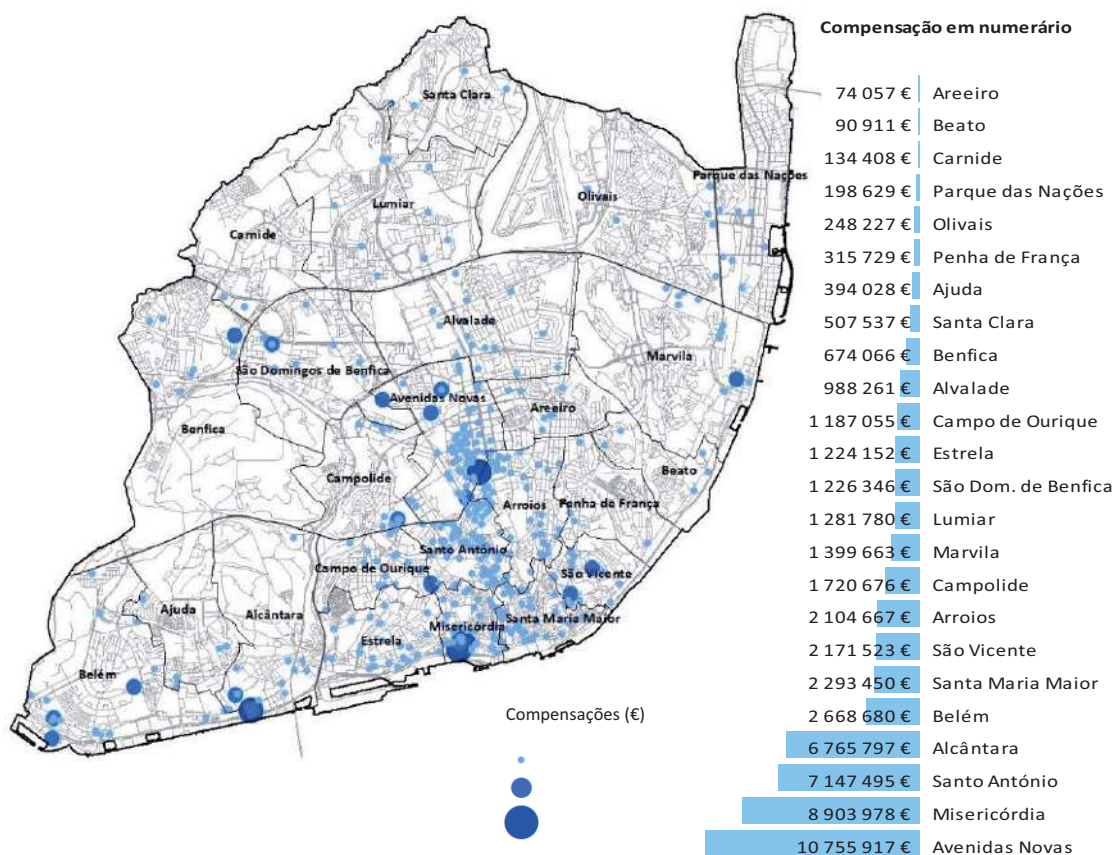 Compensação em numerário
74 057 € Areeiro
90 911 € Beato
134 408 € Carnide
198 629 € Parque das Nações
248 227 € Olivais
315 729 € Penha de França
394 028 € Ajuda
507 537 € Santa Clara
674 066 € Benfica
988 261 € Alvalade
1 187 055 € Campo de Ourique
1 224 152 € Estrela
1 226 346 € São Dom. de Benfica
1 281 780 € Lumiar
1 399 663 € Marvila
1 720 676 € Campolide
2 104 667 € Arroios
2 171 523 € São Vicente
2 293 450 € Santa Maria Maior
2 668 680 € Belém
6 765 797 € Alcântara
7 147 495 € Santo António
8 903 978 € Misericórdia
10 755 917 € Avenidas Novas
Santa Clara
Parque das Nações
Olivais
Lumiar
Carnide
Alvalade
Marvila
São Domingos de Benfica
Avenidas Novas
Areeiro
Benfica
Beato
Campolide
Arroios
Penha de França
Santo António
Campo de Ourique
São Vicente
Ajuda
Alcântara
Santa Maria Maior
Misericórdia
Estrela
Belém
Compensações (€)